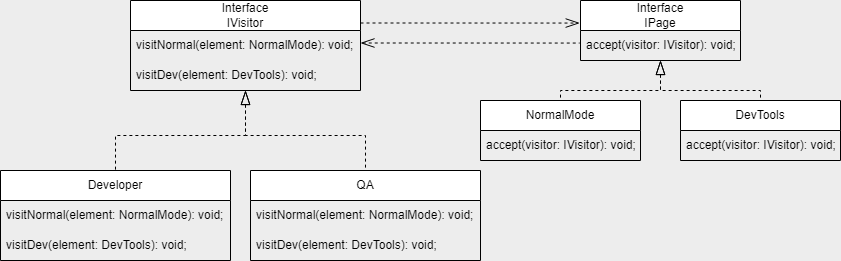 Interface
IVisitor
visitNormal(element: NormalMode): void;
visitDev(element: DevTools): void;
Interface
IPage
accept(visitor: IVisitor): void;
NormalMode
accept(visitor: IVisitor): void;
DevTools
accept(visitor: IVisitor): void;
Developer
visitNormal(element: NormalMode): void;
visitDev(element: DevTools): void;
QA
visitNormal(element: NormalMode): void;
visitDev(element: DevTools): void;